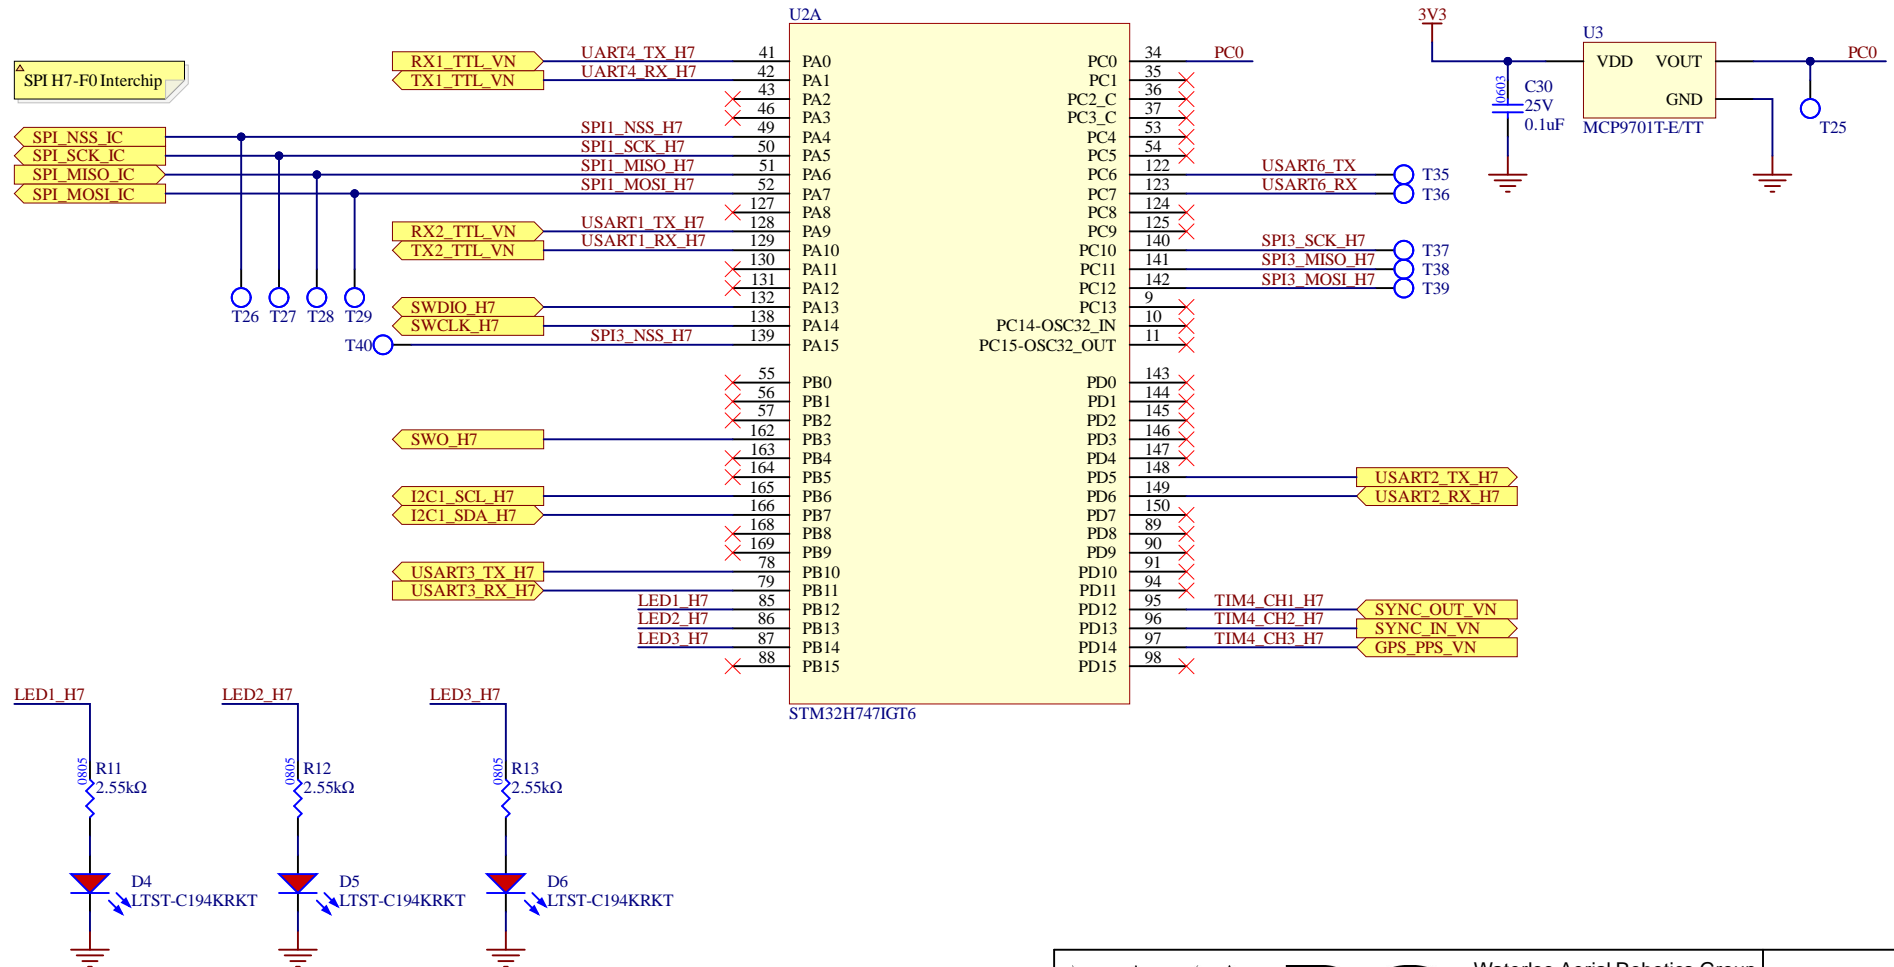 U2A
STM32H747IGT6
SPI H7-F0 Interchip
RX1_TTL_VN UART4_TX_H7 41 PA0
TX1_TTL_VN UART4_RX_H7 42 PA1
43 PA2
46 PA3
SPI_NSS_IC SPI1_NSS_H7 49 PA4
SPI_SCK_IC SPI1_SCK_H7 50 PA5
SPI_MISO_IC SPI1_MISO_H7 51 PA6
SPI_MOSI_IC SPI1_MOSI_H7 52 PA7
127 PA8
RX2_TTL_VN USART1_TX_H7 128 PA9
TX2_TTL_VN USART1_RX_H7 129 PA10
130 PA11
131 PA12
SWDIO_H7 132 PA13
SWCLK_H7 138 PA14
T26 T27 T28 T29
T40 SPI3_NSS_H7 139 PA15
55 PB0
56 PB1
57 PB2
SWO_H7 162 PB3
163 PB4
164 PB5
I2C1_SCL_H7 165 PB6
I2C1_SDA_H7 166 PB7
168 PB8
169 PB9
USART3_TX_H7 78 PB10
USART3_RX_H7 79 PB11
LED1_H7 85 PB12
LED2_H7 86 PB13
LED3_H7 87 PB14
88 PB15
PC0 34 PC0
PC1 35
PC2_C 36
PC3_C 37
PC4 53
PC5 54
PC6 122 USART6_TX T35
PC7 123 USART6_RX T36
PC8 124
PC9 125
PC10 140 SPI3_SCK_H7 T37
PC11 141 SPI3_MISO_H7 T38
PC12 142 SPI3_MOSI_H7 T39
PC13 9
PC14-OSC32_IN 10
PC15-OSC32_OUT 11
PD0 143
PD1 144
PD2 145
PD3 146
PD4 147
PD5 148 USART2_TX_H7
PD6 149 USART2_RX_H7
PD7 150
PD8 89
PD9 90
PD10 91
PD11 94
PD12 95 TIM4_CH1_H7 SYNC_OUT_VN
PD13 96 TIM4_CH2_H7 SYNC_IN_VN
PD14 97 TIM4_CH3_H7 GPS_PPS_VN
PD15 98
3V3
U3
VDD VOUT PC0
GND
MCP9701T-E/TT
0603
C30
25V
0.1uF
T25
LED1_H7
0805
R11
2.55kΩ
D4
LTST-C194KRKT
LED2_H7
0805
R12
2.55kΩ
D5
LTST-C194KRKT
LED3_H7
0805
R13
2.55kΩ
D6
LTST-C194KRKT
Waterloo Aerial Robotics Group